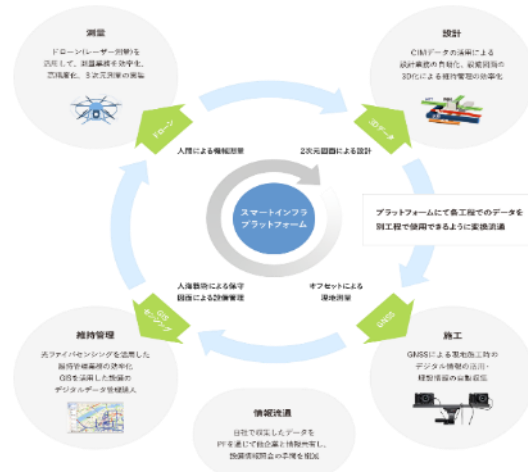 測量
ドローン(レーザー測量)を
活用して、測量業務を効率化、
高精度化、3次元測量の実装
設計
CIMデータの活用による
設計業務の自動化、設備図面の
3D化による維持管理の効率化
ドローン
3Dデータ
人間による機械測量
2次元図面による設計
スマートインフラ
プラットフォーム
プラットフォームにて各工程でのデータを
別工程で使用できるように変換流通
人海戦術による保守
図面による設備管理
オフセットによる
現地測量
GIS
センシング
GNSS
維持管理
光ファイバセンシングを活用した
維持管理業務の効率化
GISを活用した設備の
デジタルデータ管理導入
施工
GNSSによる現地施工時の
デジタル情報の活用・
埋設情報の自動収集
情報流通
自社で収集したデータを
PFを通じて他企業と情報共有し、
設備情報照会の手間を削減